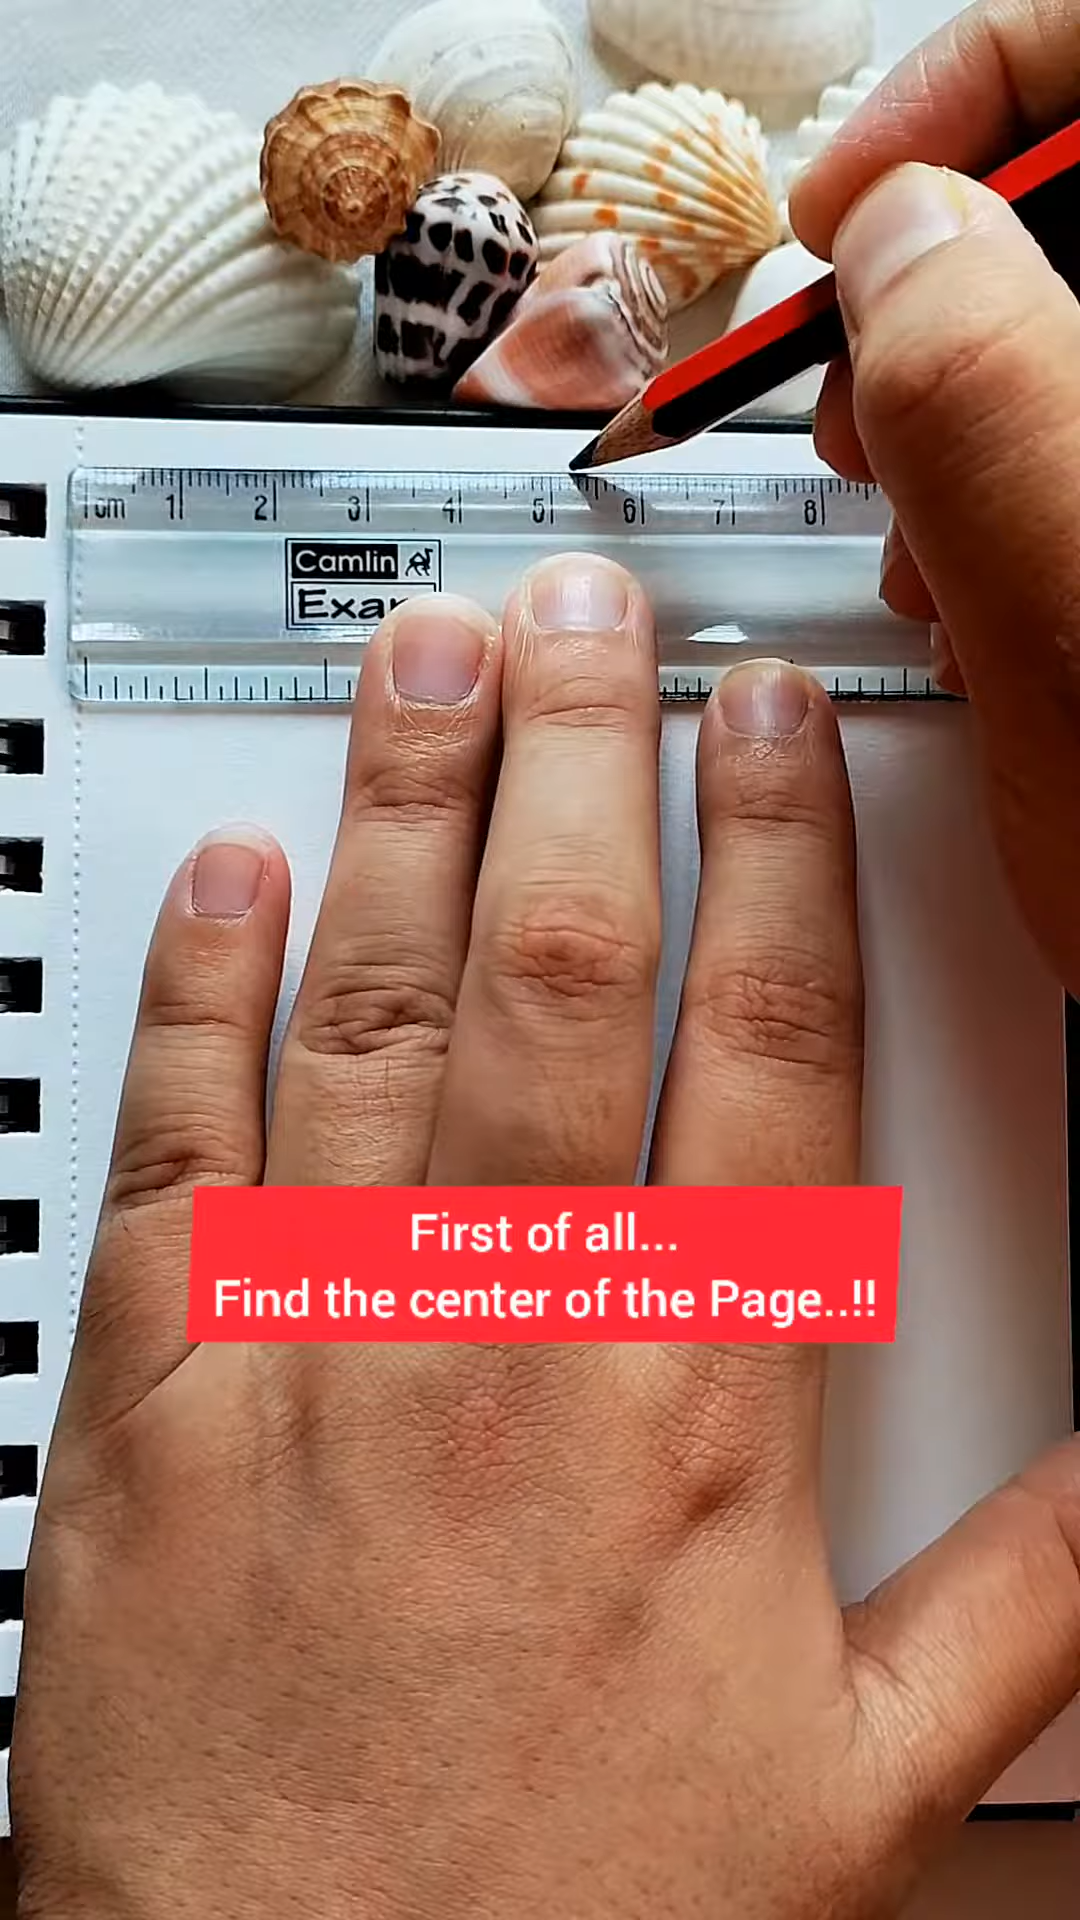 cm 1 2 3 4 5 6 7 8
Camlin
Exa
First of all...
Find the center of the Page..!!